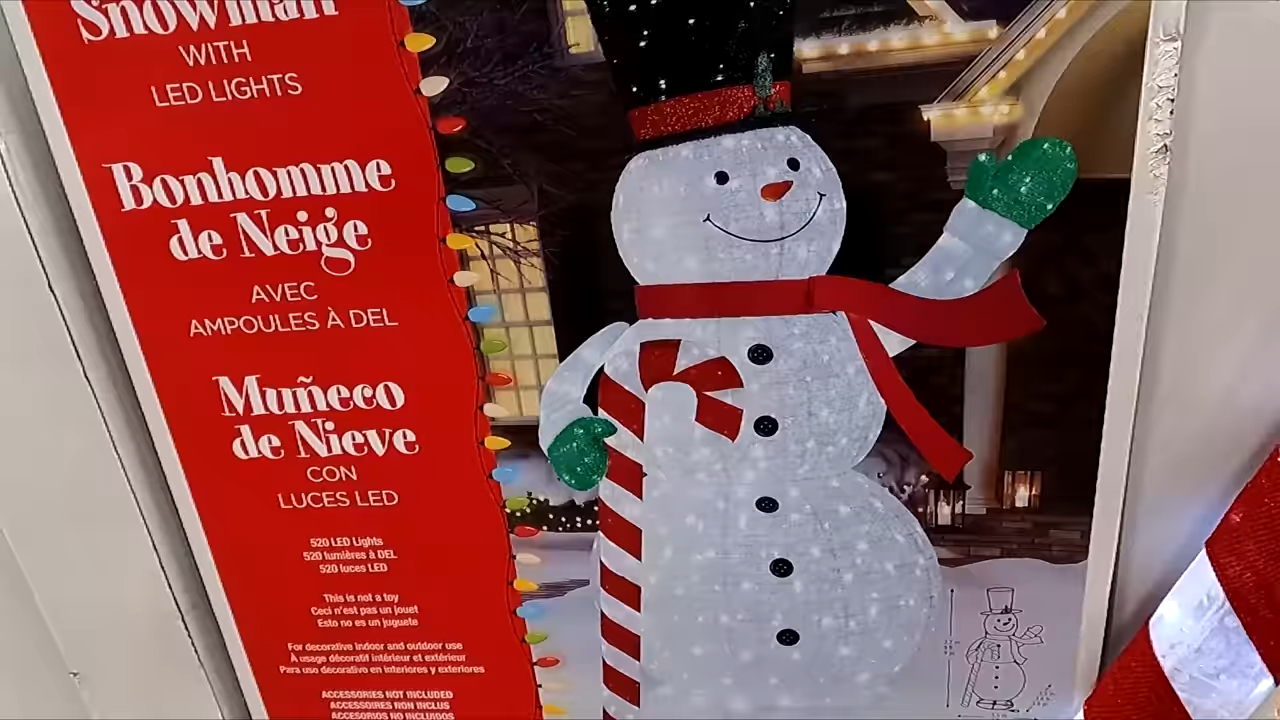 Snowman
WITH
LED LIGHTS
Bonhomme
de Neige
AVEC
AMPOULES À DEL
Muñeco
de Nieve
CON
LUCES LED
520 LED Lights
520 lumières à DEL
520 luces LED
This is not a toy
Ceci n'est pas un jouet
Esto no es un juguete
For decorative indoor and outdoor use
À usage décoratif intérieur et extérieur
Para uso decorativo en interiores y exteriores
ACCESSORIES NOT INCLUDED
ACCESSOIRES NON INCLUS
ACCESORIOS NO INCLUIDOS